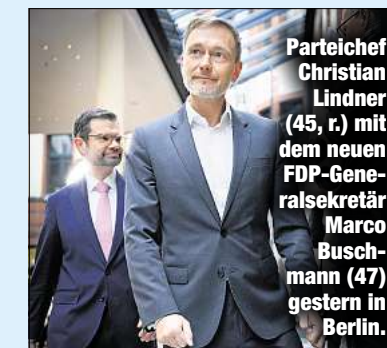 Parteichef
Christian
Lindner
(45, r.) mit
dem neuen
FDP-Gene-
ralsekretär
Marco
Busch-
mann (47)
gestern in
Berlin.